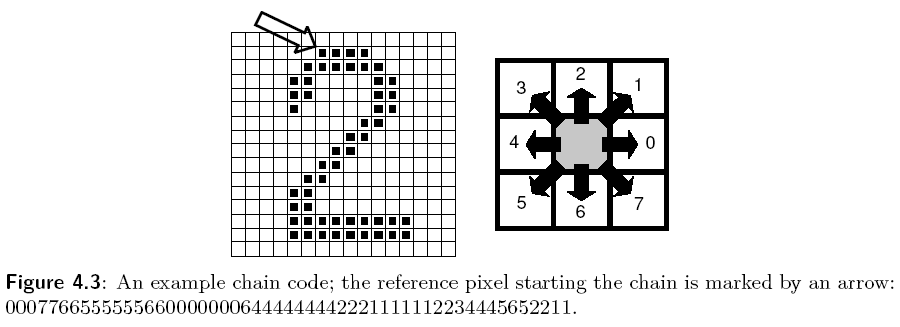 3 2 1
4 0
5 6 7
Figure 4.3: An example chain code; the reference pixel starting the chain is marked by an arrow:
00077665555556600000006444444442221111112234445652211.